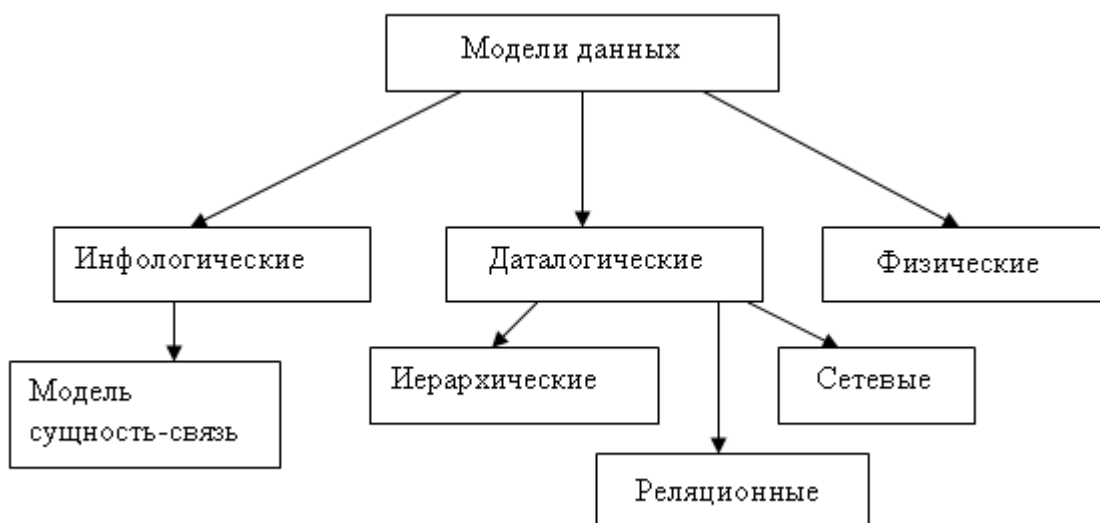 Модели данных
Инфологические
Даталогические
Физические
Модель
сущность-связь
Иерархические
Сетевые
Реляционные